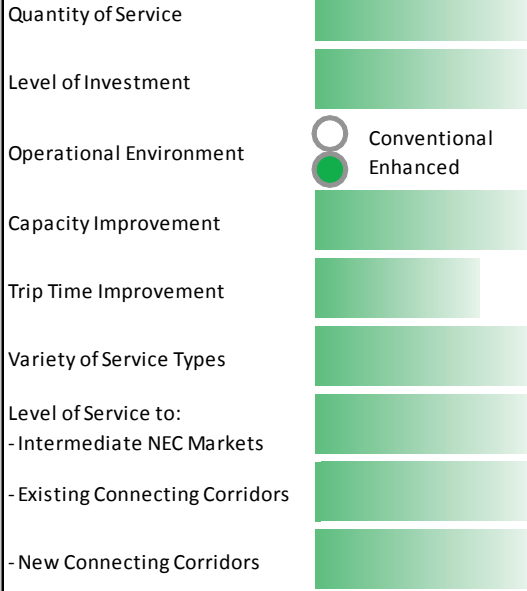 Quantity of Service
Level of Investment
Operational Environment
Conventional
Enhanced
Capacity Improvement
Trip Time Improvement
Variety of Service Types
Level of Service to:
- Intermediate NEC Markets
- Existing Connecting Corridors
- New Connecting Corridors